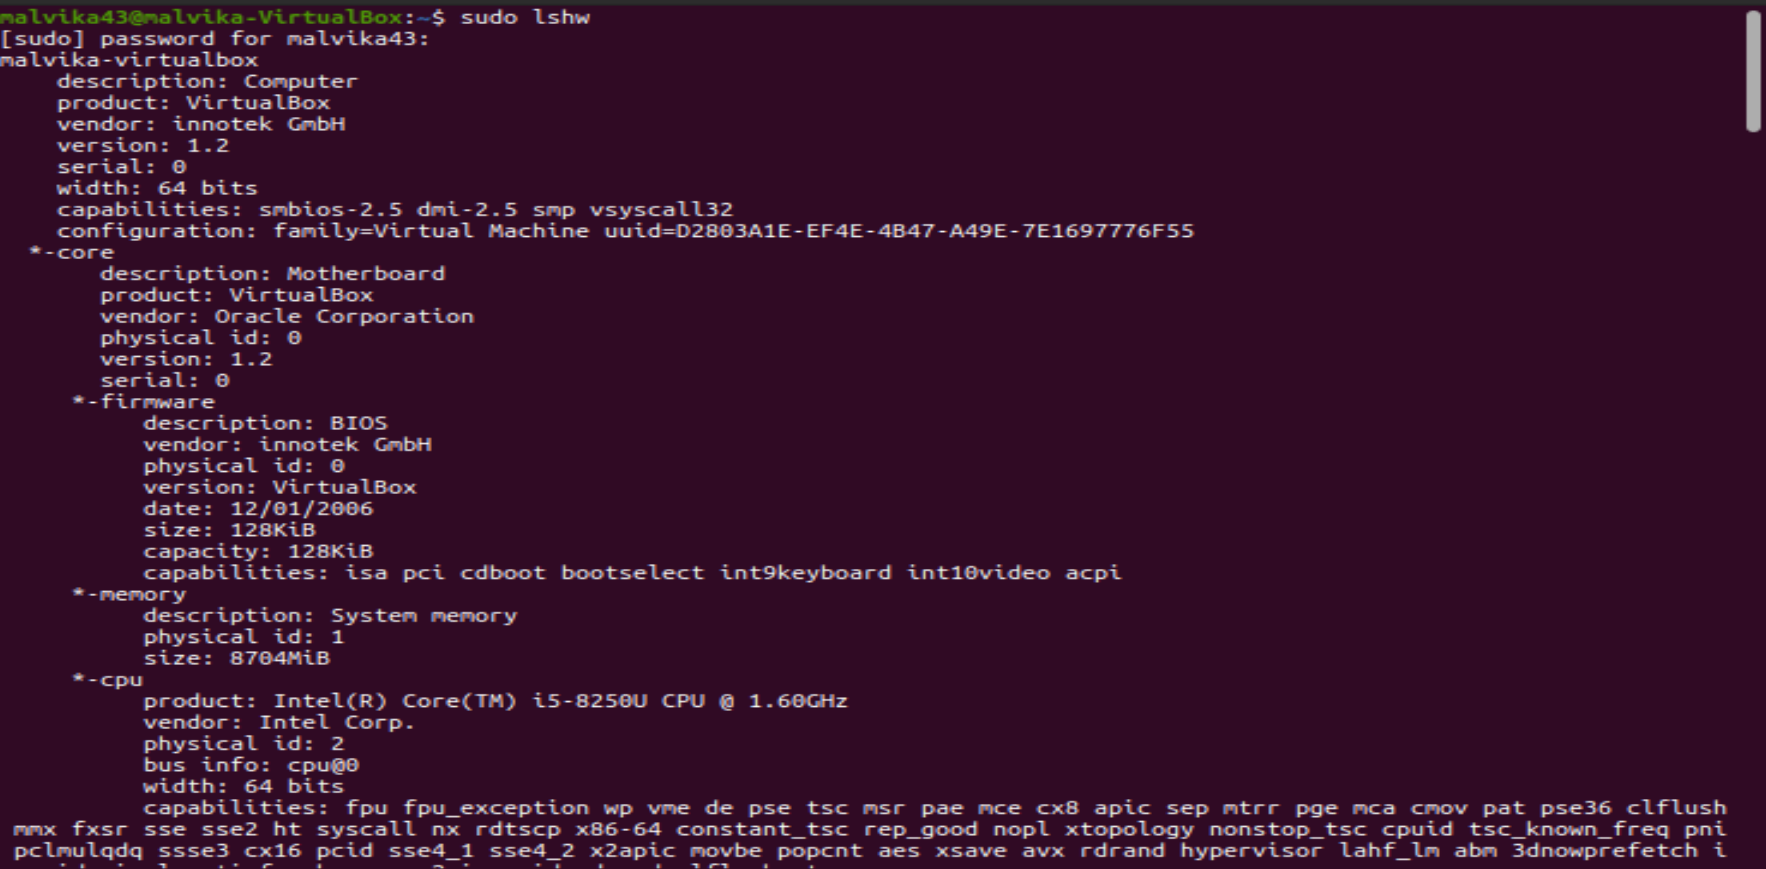 malvika43@malvika-VirtualBox:~$ sudo lshw
[sudo] password for malvika43:
malvika-virtualbox
    description: Computer
    product: VirtualBox
    vendor: innotek GmbH
    version: 1.2
    serial: 0
    width: 64 bits
    capabilities: smbios-2.5 dmi-2.5 smp vsyscall32
    configuration: family=Virtual Machine uuid=D2803A1E-EF4E-4B47-A49E-7E1697776F55
  *-core
       description: Motherboard
       product: VirtualBox
       vendor: Oracle Corporation
       physical id: 0
       version: 1.2
       serial: 0
     *-firmware
          description: BIOS
          vendor: innotek GmbH
          physical id: 0
          version: VirtualBox
          date: 12/01/2006
          size: 128KiB
          capacity: 128KiB
          capabilities: isa pci cdboot bootselect int9keyboard int10video acpi
     *-memory
          description: System memory
          physical id: 1
          size: 8704MiB
     *-cpu
          product: Intel(R) Core(TM) i5-8250U CPU @ 1.60GHz
          vendor: Intel Corp.
          physical id: 2
          bus info: cpu@0
          width: 64 bits
          capabilities: fpu fpu_exception wp vme de pse tsc msr pae mce cx8 apic sep mtrr pge mca cmov pat pse36 clflush
 mmx fxsr sse sse2 ht syscall nx rdtscp x86-64 constant_tsc rep_good nopl xtopology nonstop_tsc cpuid tsc_known_freq pni
 pclmulqdq ssse3 cx16 pcid sse4_1 sse4_2 x2apic movbe popcnt aes xsave avx rdrand hypervisor lahf_lm abm 3dnowprefetch i